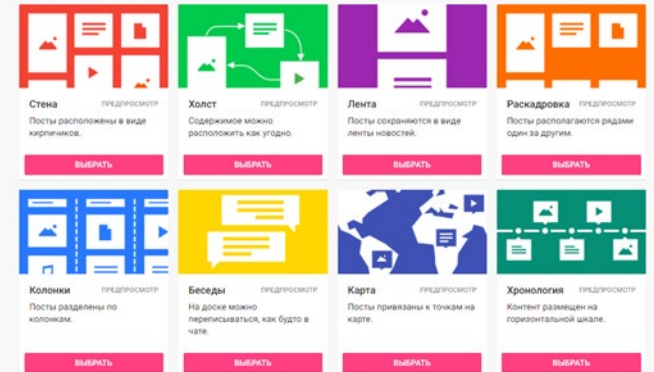 Стена ПРЕДПРОСМОТР
Посты расположены в виде
кирпичиков.
ВЫБРАТЬ
Холст ПРЕДПРОСМОТР
Содержимое можно
расположить как угодно.
ВЫБРАТЬ
Лента ПРЕДПРОСМОТР
Посты сохраняются в виде
ленты новостей.
ВЫБРАТЬ
Раскадровка ПРЕДПРОСМОТР
Посты располагаются рядами
один за другим.
ВЫБРАТЬ
Колонки ПРЕДПРОСМОТР
Посты разделены по
колонкам.
ВЫБРАТЬ
Беседы ПРЕДПРОСМОТР
На доске можно
переписываться, как будто в
чате.
ВЫБРАТЬ
Карта ПРЕДПРОСМОТР
Посты привязаны к точкам на
карте.
ВЫБРАТЬ
Хронология ПРЕДПРОСМОТР
Контент размещен на
горизонтальной шкале.
ВЫБРАТЬ